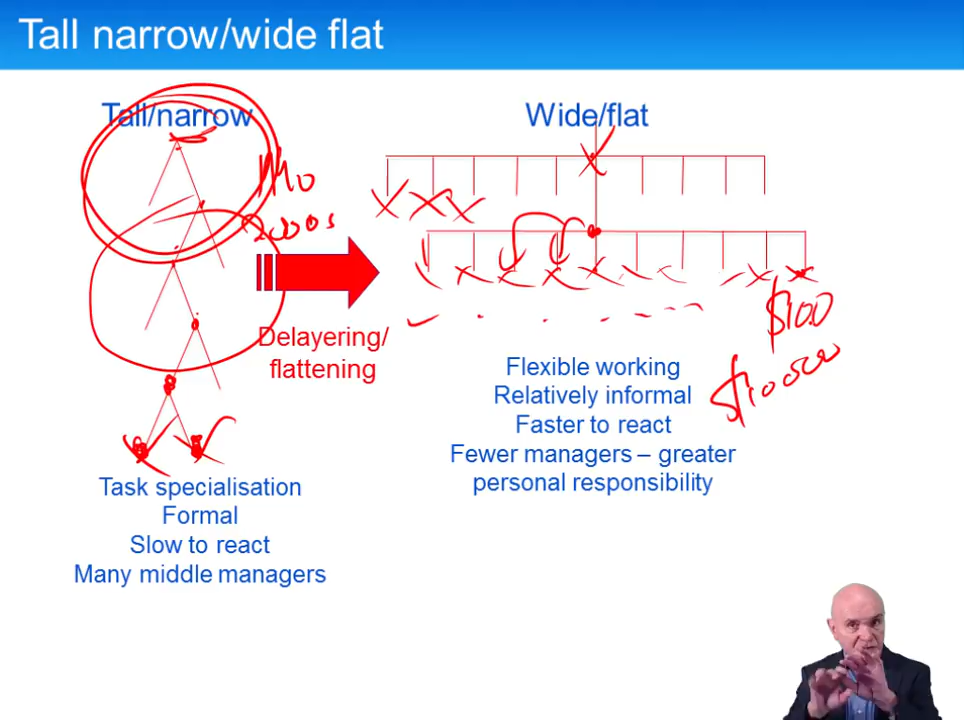 Tall narrow/wide flat
Tall/narrow
Wide/flat
Delayering/
flattening
$100
$10000
Flexible working
Relatively informal
Faster to react
Fewer managers – greater
personal responsibility
Task specialisation
Formal
Slow to react
Many middle managers